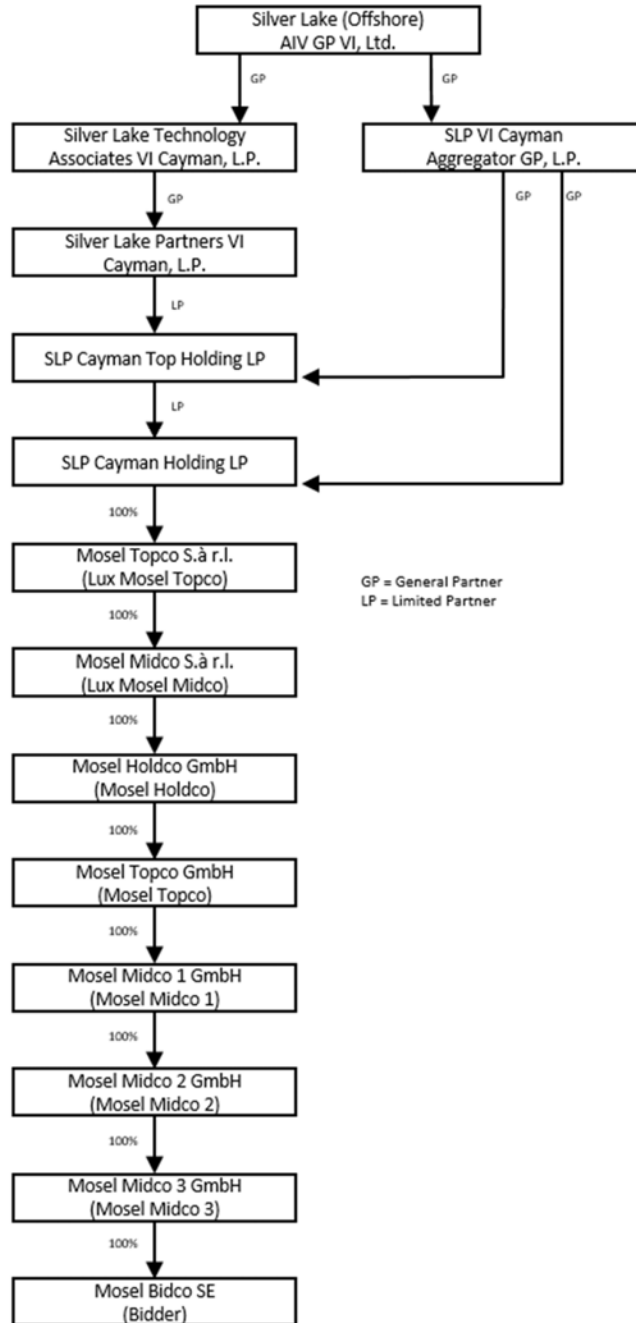 Silver Lake (Offshore)
AIV GP VI, Ltd.
GP
GP
Silver Lake Technology
Associates VI Cayman, L.P.
SLP VI Cayman
Aggregator GP, L.P.
GP
GP
GP
Silver Lake Partners VI
Cayman, L.P.
LP
SLP Cayman Top Holding LP
LP
SLP Cayman Holding LP
100%
Mosel Topco S.à r.l.
(Lux Mosel Topco)
GP = General Partner
LP = Limited Partner
100%
Mosel Midco S.à r.l.
(Lux Mosel Midco)
100%
Mosel Holdco GmbH
(Mosel Holdco)
100%
Mosel Topco GmbH
(Mosel Topco)
100%
Mosel Midco 1 GmbH
(Mosel Midco 1)
100%
Mosel Midco 2 GmbH
(Mosel Midco 2)
100%
Mosel Midco 3 GmbH
(Mosel Midco 3)
100%
Mosel Bidco SE
(Bidder)